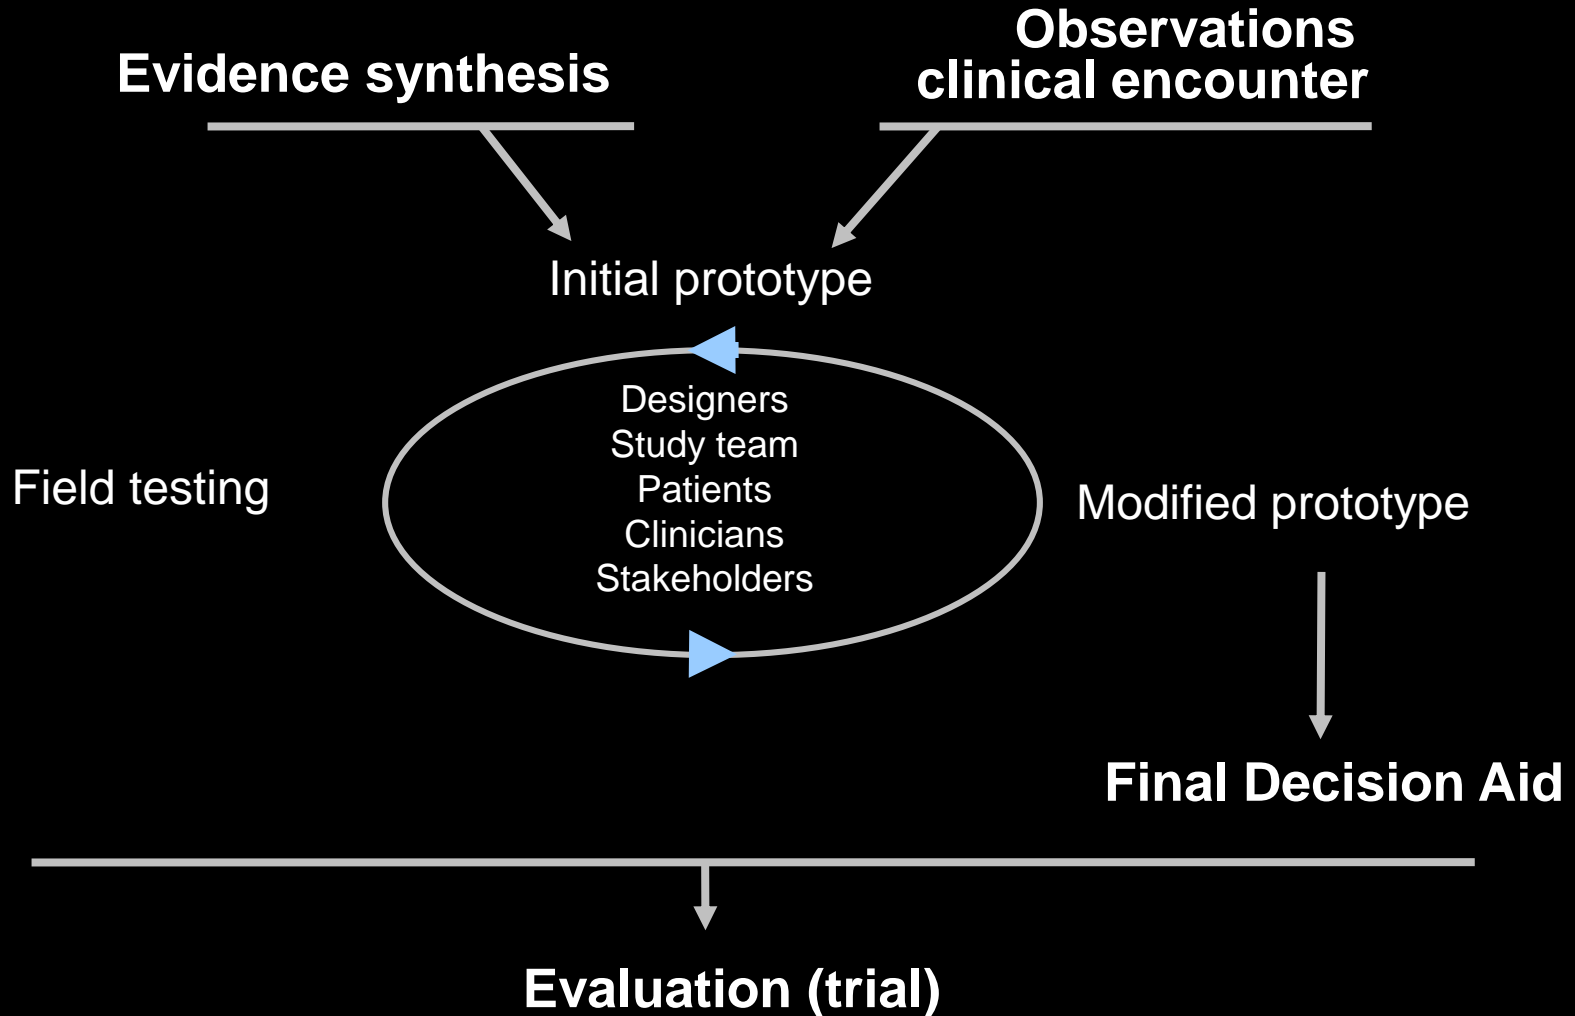 Evidence synthesis
Observations
clinical encounter
Initial prototype
Designers
Study team
Patients
Clinicians
Stakeholders
Field testing
Modified prototype
Final Decision Aid
Evaluation (trial)